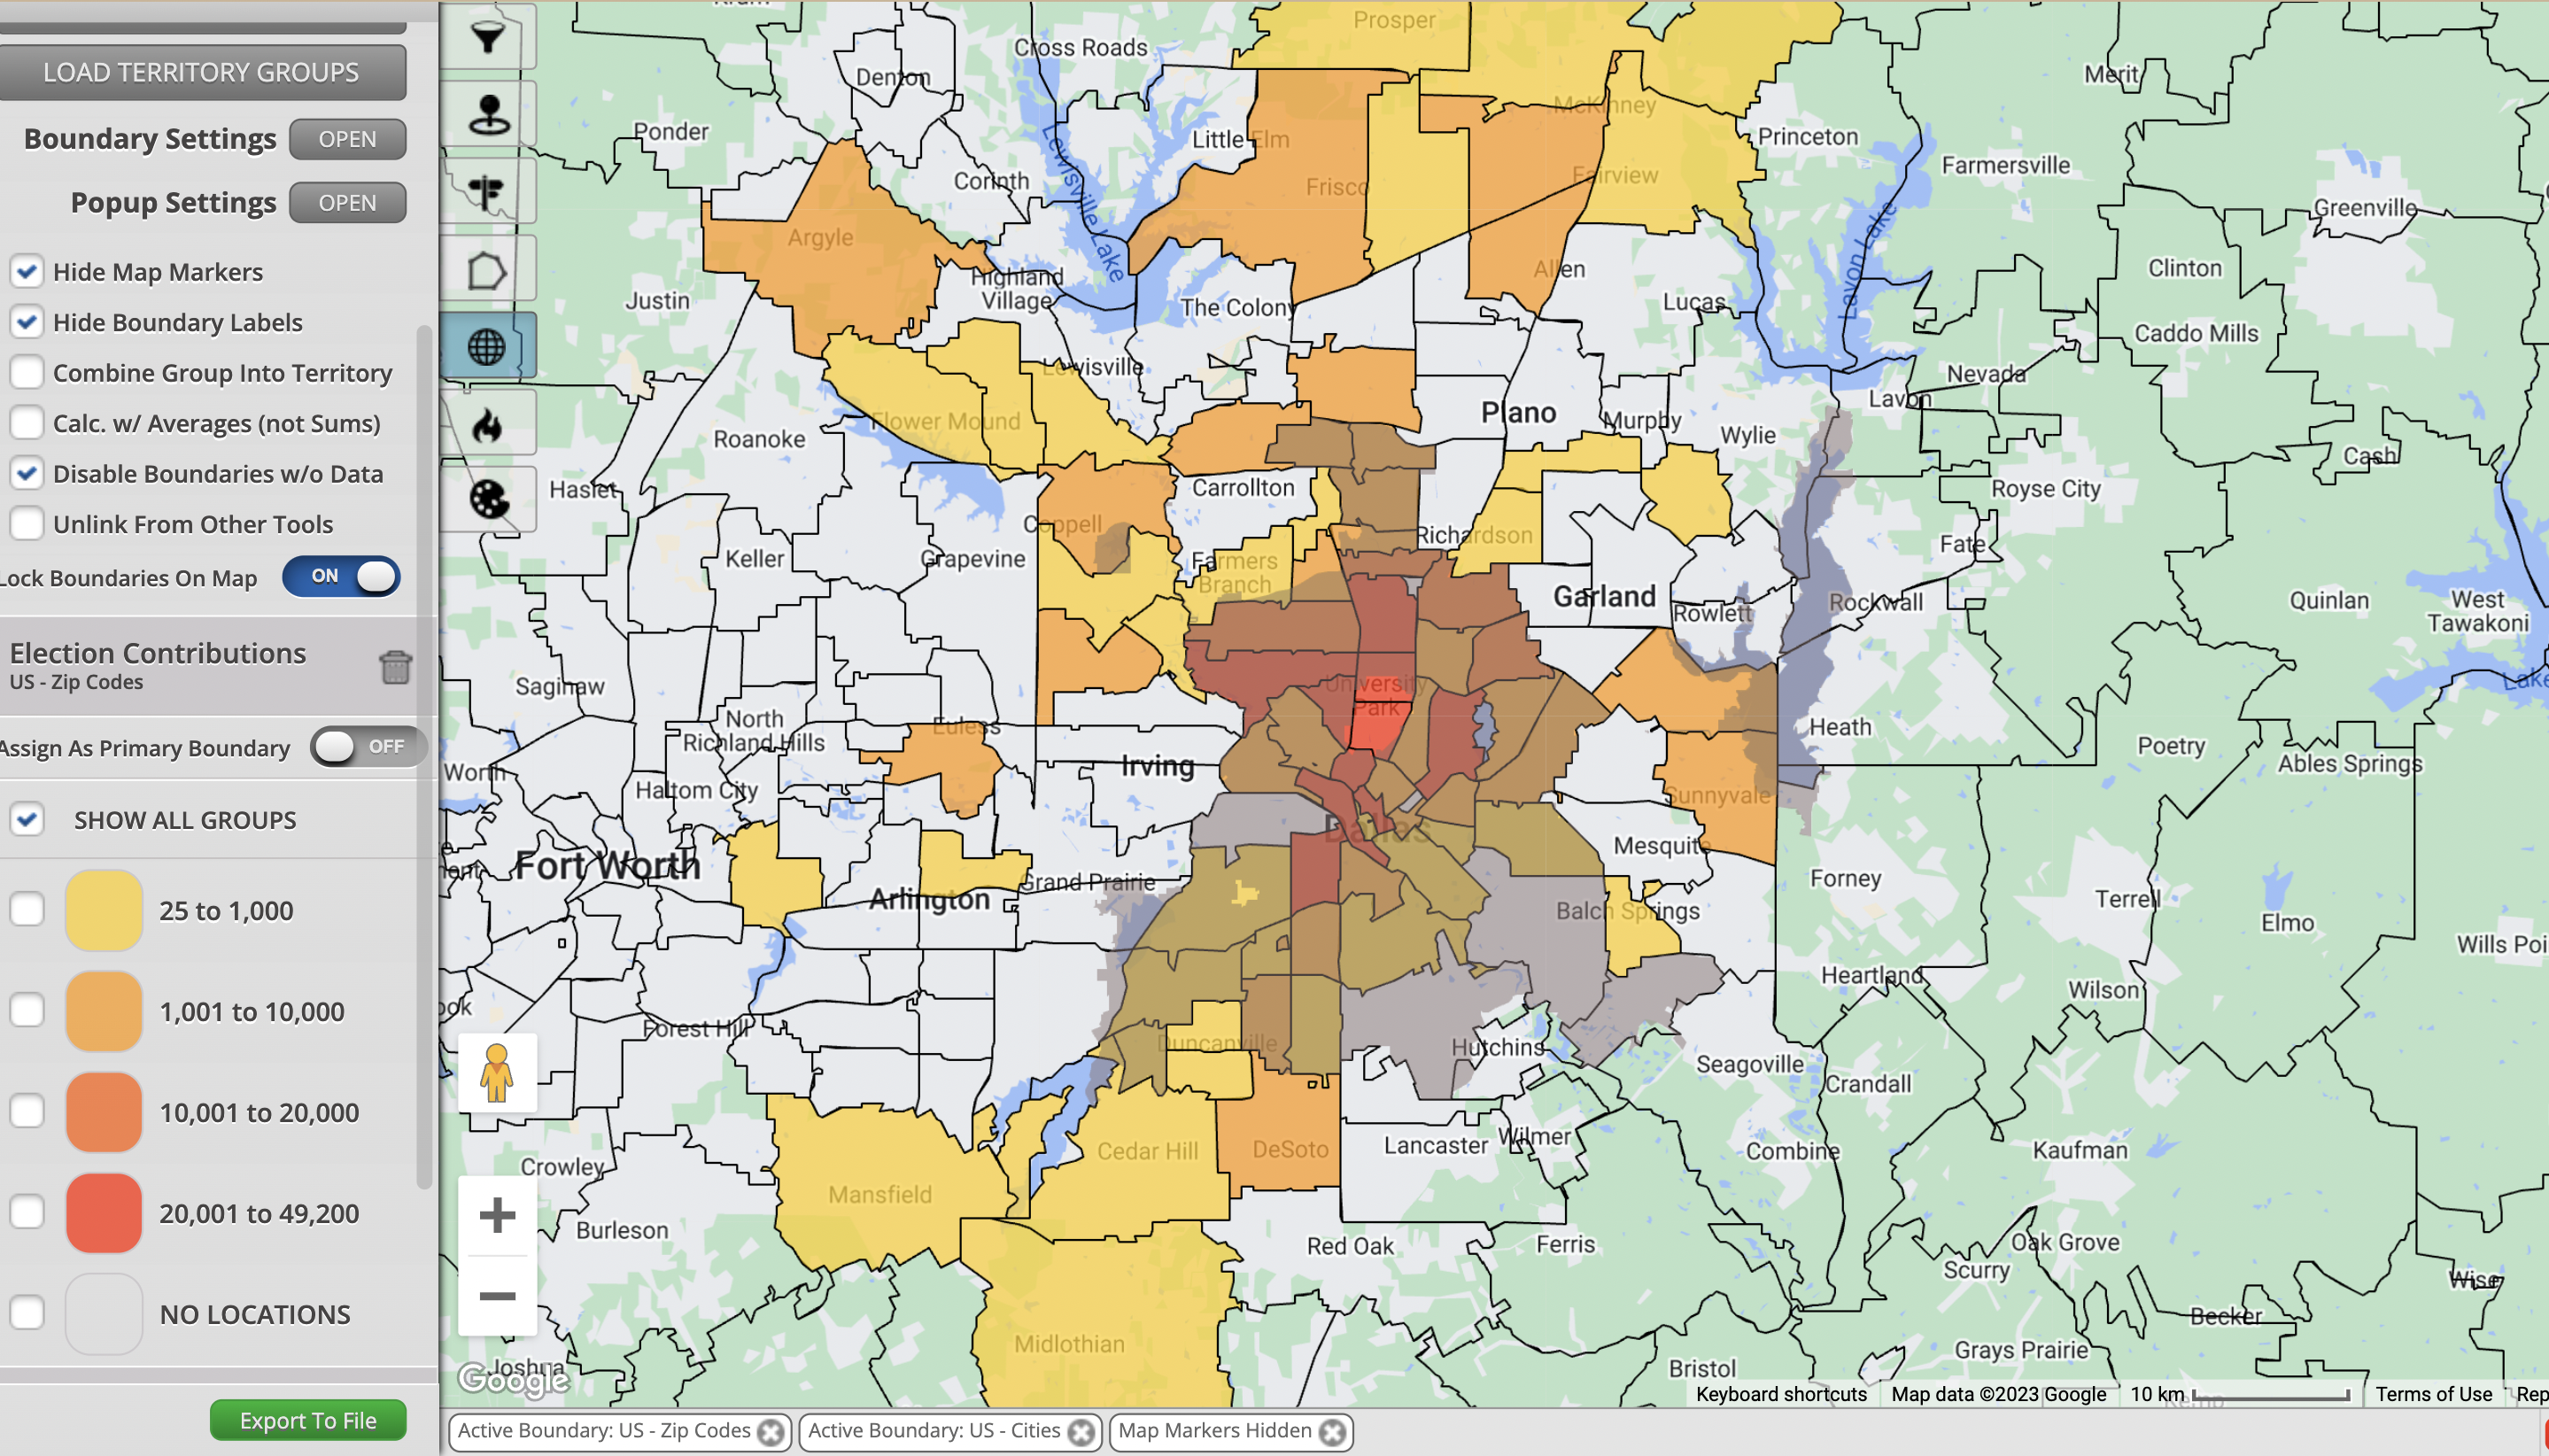 LOAD TERRITORY GROUPS
Boundary Settings OPEN
Popup Settings OPEN
Hide Map Markers
Hide Boundary Labels
Combine Group Into Territory
Calc. w/ Averages (not Sums)
Disable Boundaries w/o Data
Unlink From Other Tools
Lock Boundaries On Map ON
Election Contributions
US - Zip Codes
Assign As Primary Boundary OFF
SHOW ALL GROUPS
25 to 1,000
1,001 to 10,000
10,001 to 20,000
20,001 to 49,200
NO LOCATIONS
Export To File
Prosper
Cross Roads
Denton
Merit
McKinney
Ponder
Little Elm
Princeton
Farmersville
Corinth
Lewisville Lake
Frisco
Fairview
Greenville
Argyle
Lavon Lake
Highland
Village
Allen
Clinton
Justin
The Colony
Lucas
Caddo Mills
Lewisville
Nevada
Lavon
Flower Mound
Plano
Murphy
Roanoke
Wylie
Cash
Haslet
Carrollton
Royse City
Coppell
Richardson
Keller
Grapevine
Farmers
Branch
Fate
Garland
Rowlett
Rockwall
Quinlan
West
Tawakoni
Saginaw
University
Park
Lake
North
Richland Hills
Euless
Heath
Poetry
Worth
Irving
Ables Springs
Haltom City
Sunnyvale
Dallas
Mesquite
Fort Worth
Grand Prairie
Forney
Arlington
Balch Springs
Terrell
Elmo
Wills Poi
Heartland
Wilson
ook
Forest Hill
Duncanville
Hutchins
Seagoville
Crandall
Crowley
Cedar Hill
DeSoto
Lancaster
Wilmer
Combine
Kaufman
Mansfield
Burleson
Red Oak
Ferris
Oak Grove
Scurry
Wise
Becker
Midlothian
Grays Prairie
Joshua
Bristol
Google
Keyboard shortcuts Map data ©2023 Google 10 km Terms of Use Rep
Kemp
Active Boundary: US - Zip Codes
Active Boundary: US - Cities
Map Markers Hidden